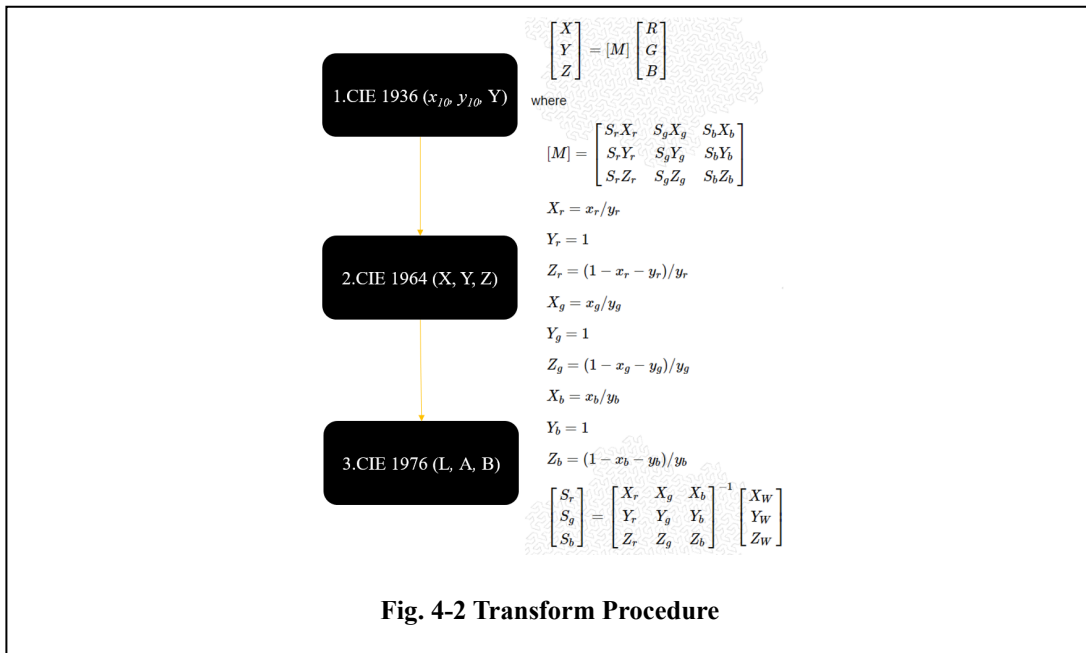 [X Y Z] = [M] [R G B]
1.CIE 1936 (x10, y10, Y)
where
[M] = [SrXr SgXg SbXb
SrYr SgYg SbYb
SrZr SgZg SbZb]
Xr = xr/yr
Yr = 1
2.CIE 1964 (X, Y, Z)
Zr = (1 − xr − yr)/yr
Xg = xg/yg
Yg = 1
Zg = (1 − xg − yg)/yg
Xb = xb/yb
Yb = 1
3.CIE 1976 (L, A, B)
Zb = (1 − xb − yb)/yb
[Sr Sg Sb] = [Xr Xg Xb
Yr Yg Yb
Zr Zg Zb]−1 [XW YW ZW]
Fig. 4-2 Transform Procedure